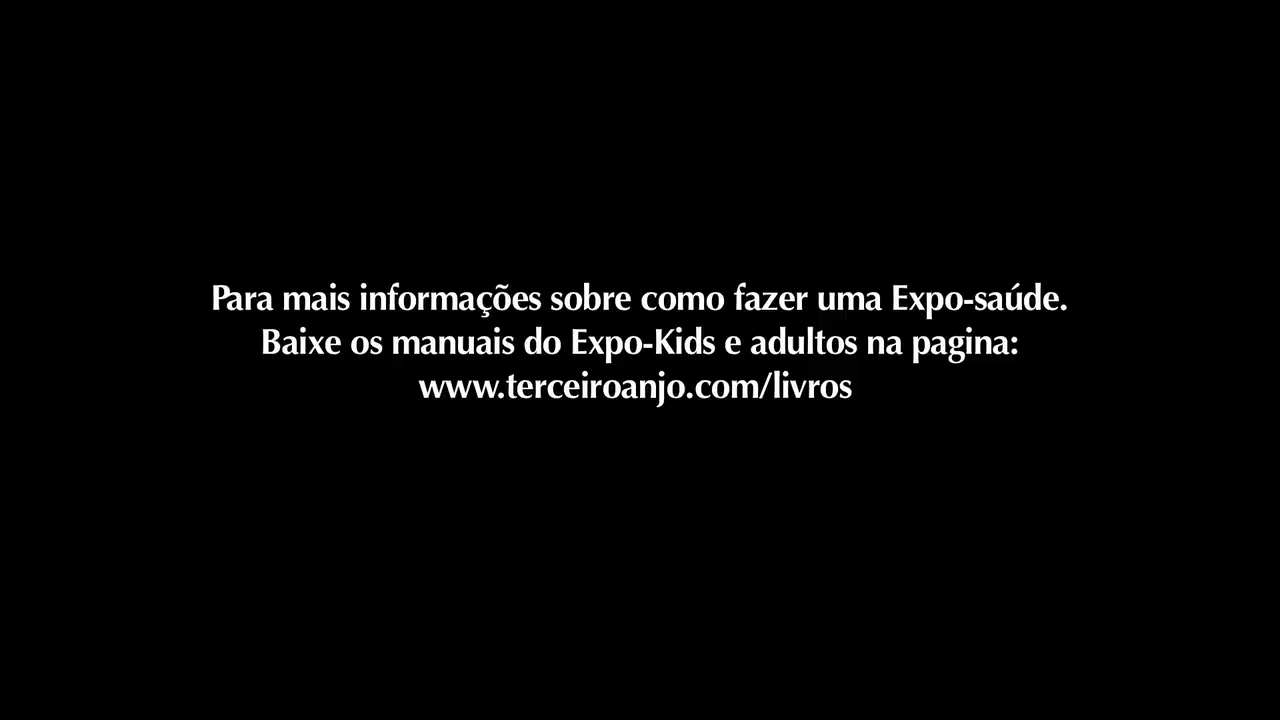 Para mais informações sobre como fazer uma Expo-saúde.
Baixe os manuais do Expo-Kids e adultos na pagina:
www.terceiroanjo.com/livros